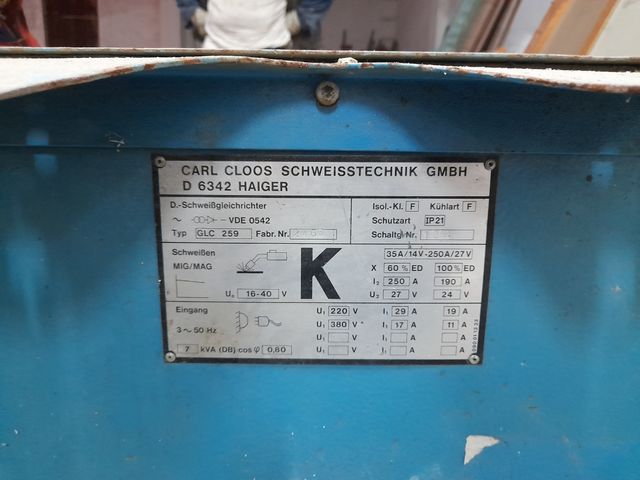 CARL CLOOS SCHWEISSTECHNIK GMBH
D 6342 HAIGER
D.-Schweißgleichrichter
VDE 0542
Typ GLC 259 Fabr. Nr.
Isol.-Kl. F Kühlart F
Schutzart IP21
Schaltg. Nr.
Schweißen
MIG/MAG
U₀ 16-40 V
K
35A/14V-250A/27V
X 60% ED 100% ED
I₂ 250 A 190 A
U₂ 27 V 24 V
Eingang
3~50 Hz
7 kVA (DB) cos φ 0,60
U₁ 220 V I₁ 29 A 19 A
U₁ 380 V I₁ 17 A 11 A
U₁ V I₁ A A
U₁ V I₁ A A